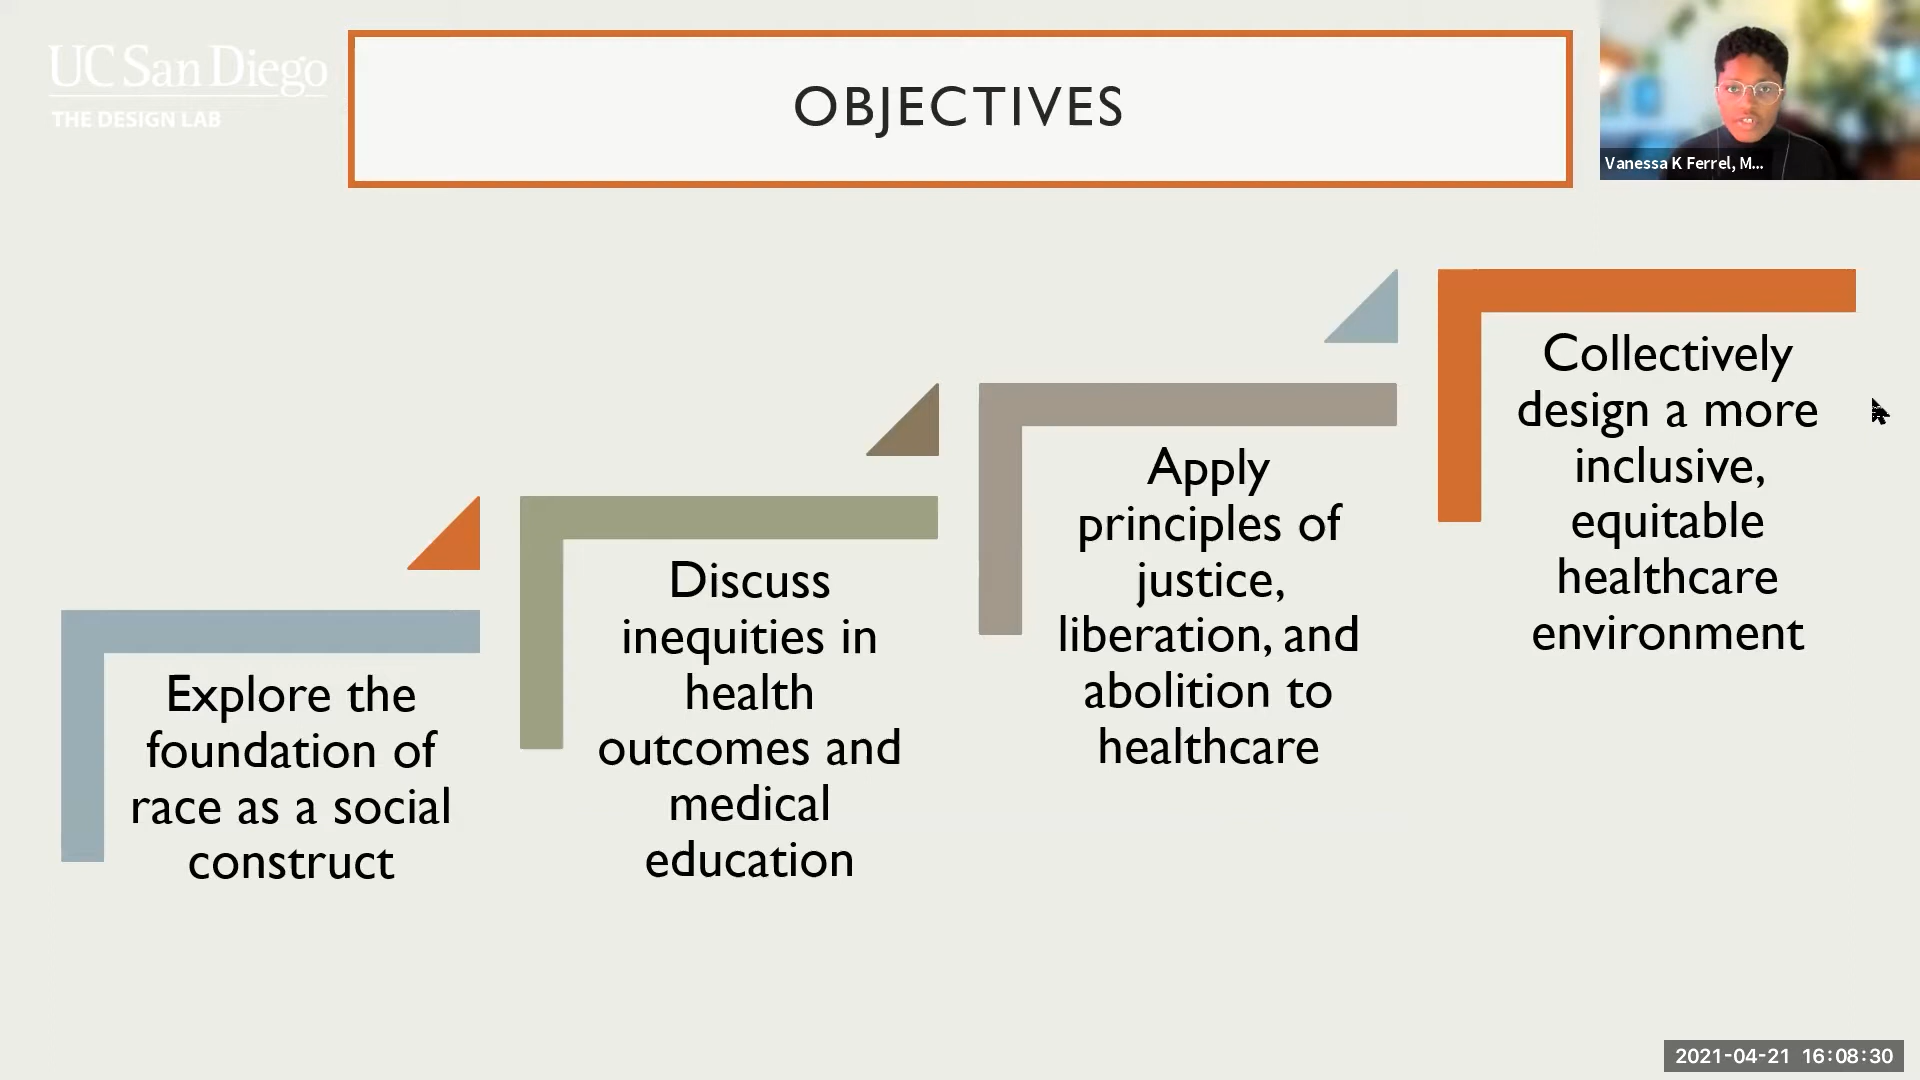 UC San Diego
THE DESIGN LAB
OBJECTIVES
Vanessa K Ferrel, M...
Explore the
foundation of
race as a social
construct
Discuss
inequities in
health
outcomes and
medical
education
Apply
principles of
justice,
liberation, and
abolition to
healthcare
Collectively
design a more
inclusive,
equitable
healthcare
environment
2021-04-21 16:08:30